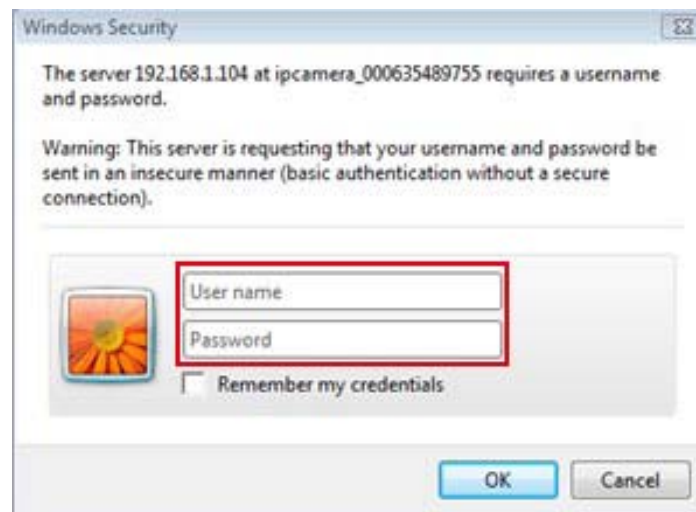 Windows Security
The server 192.168.1.104 at ipcamera_000635489755 requires a username
and password.
Warning: This server is requesting that your username and password be
sent in an insecure manner (basic authentication without a secure
connection).
User name
Password
Remember my credentials
OK Cancel